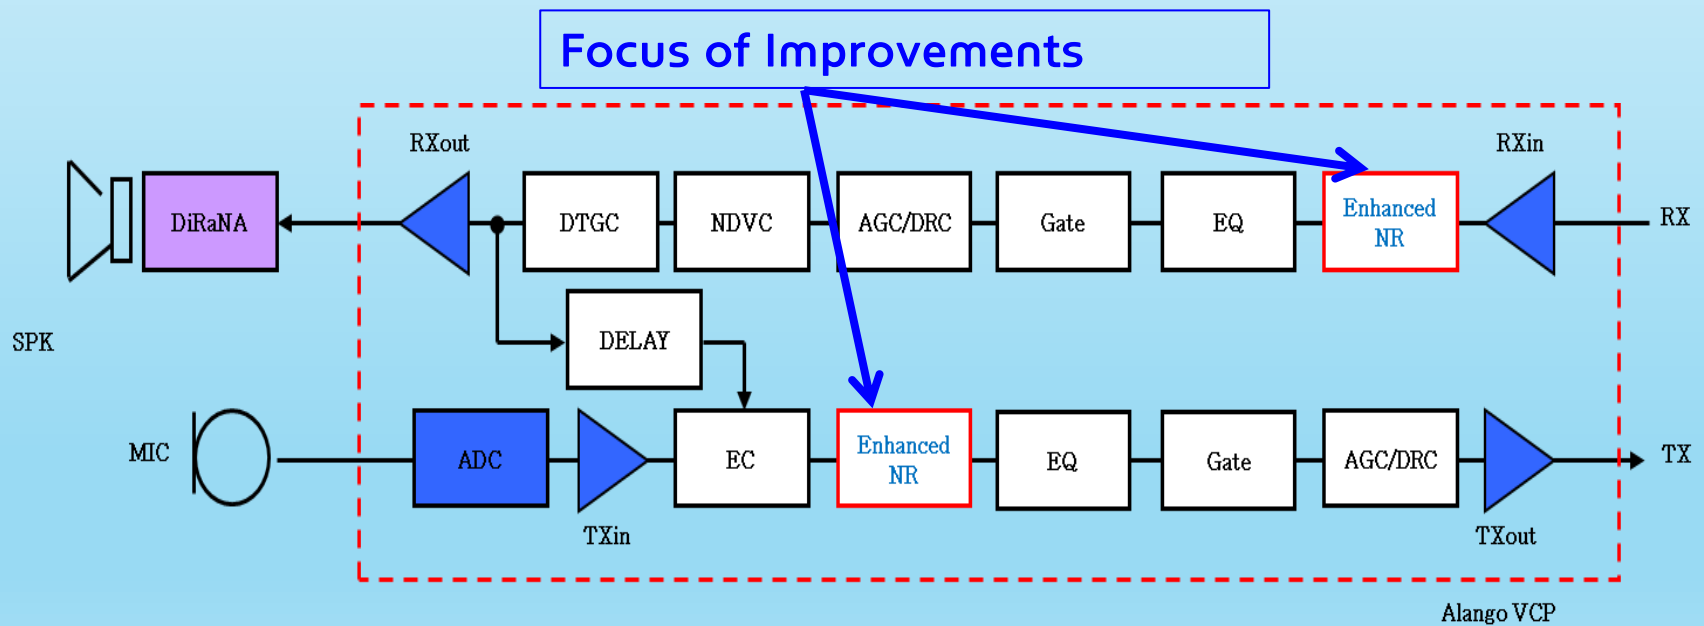 Focus of Improvements
RXout
RXin
DiRaNA
DTGC
NDVC
AGC/DRC
Gate
EQ
Enhanced
NR
RX
SPK
DELAY
MIC
ADC
EC
Enhanced
NR
EQ
Gate
AGC/DRC
TX
TXin
TXout
Alango VCP